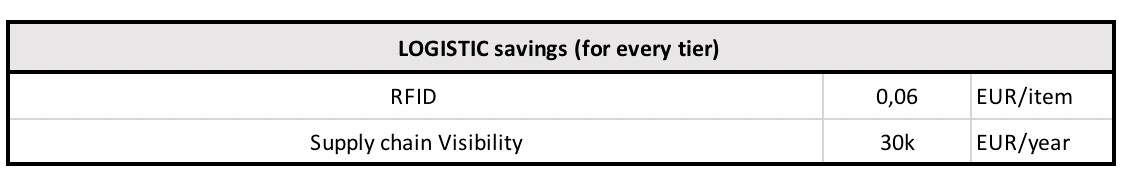 LOGISTIC savings (for every tier)
RFID 0,06 EUR/item
Supply chain Visibility 30k EUR/year